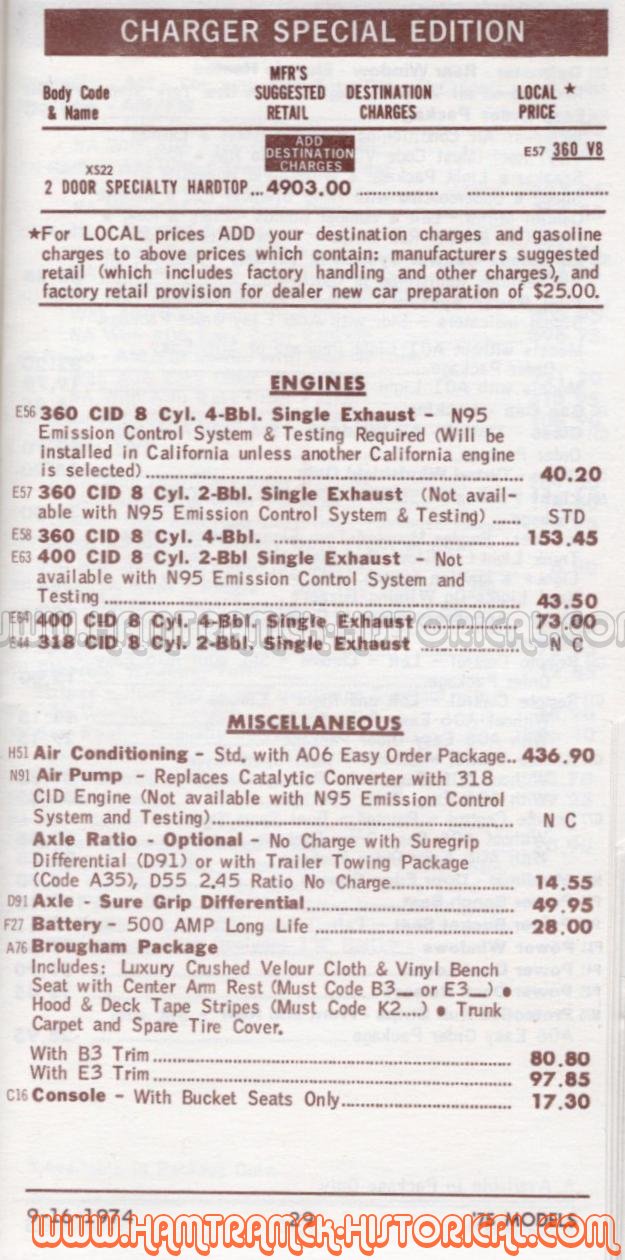 CHARGER SPECIAL EDITION
MFR'S
Body Code SUGGESTED DESTINATION LOCAL ★
& Name RETAIL CHARGES PRICE
ADD
DESTINATION
CHARGES
E57 360 V8
XS22
2 DOOR SPECIALTY HARDTOP...4903.00
★For LOCAL prices ADD your destination charges and gasoline
charges to above prices which contain: manufacturers suggested
retail (which includes factory handling and other charges), and
factory retail provision for dealer new car preparation of $25.00.
ENGINES
E56 360 CID 8 Cyl. 4-Bbl. Single Exhaust - N95
Emission Control System & Testing Required (Will be
installed in California unless another California engine
is selected) ..... 40.20
E57 360 CID 8 Cyl. 2-Bbl. Single Exhaust (Not avail-
able with N95 Emission Control System & Testing) ...... STD
E58 360 CID 8 Cyl. 4-Bbl. ..... 153.45
E63 400 CID 8 Cyl. 2-Bbl Single Exhaust - Not
available with N95 Emission Control System and
Testing ..... 43.50
E64 400 CID 8 Cyl. 4-Bbl. Single Exhaust ..... 73.00
WWW.HAMTRAMCK-HISTORICAL.COM
E44 318 CID 8 Cyl. 2-Bbl. Single Exhaust ..... N C
MISCELLANEOUS
H51 Air Conditioning - Std. with A06 Easy Order Package.. 436.90
N91 Air Pump - Replaces Catalytic Converter with 318
CID Engine (Not available with N95 Emission Control
System and Testing) ..... N C
Axle Ratio - Optional - No Charge with Suregrip
Differential (D91) or with Trailer Towing Package
(Code A35), D55 2.45 Ratio No Charge ..... 14.55
D91 Axle - Sure Grip Differential ..... 49.95
F27 Battery - 500 AMP Long Life ..... 28.00
A76 Brougham Package
Includes: Luxury Crushed Velour Cloth & Vinyl Bench
Seat with Center Arm Rest (Must Code B3__ or E3__) ●
Hood & Deck Tape Stripes (Must Code K2....) ● Trunk
Carpet and Spare Tire Cover.
With B3 Trim ..... 80.80
With E3 Trim ..... 97.85
C16 Console - With Bucket Seats Only ..... 17.30
9-16-1974 29 '75 MODELS
WWW.HAMTRAMCK-HISTORICAL.COM